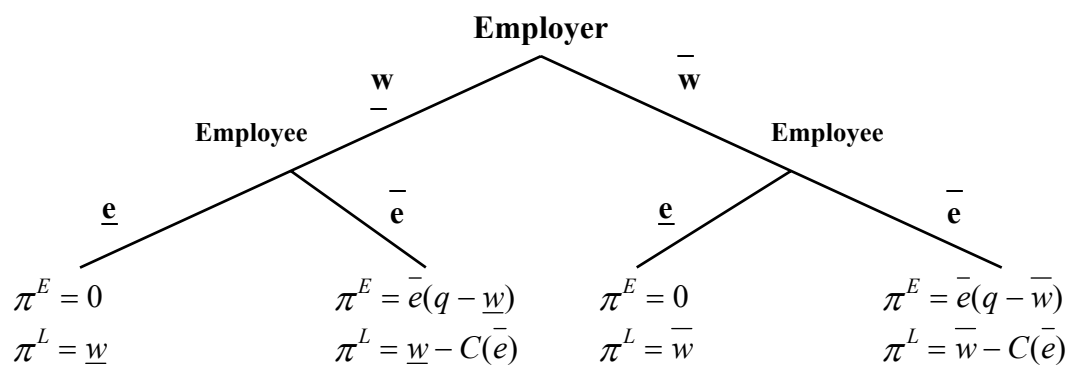 Employer
w̲
w̅
Employee
Employee
e̲
e̅
e̲
e̅
π^E = 0
π^L = w̲
π^E = e̅(q − w̲)
π^L = w̲ − C(e̅)
π^E = 0
π^L = w̅
π^E = e̅(q − w̅)
π^L = w̅ − C(e̅)